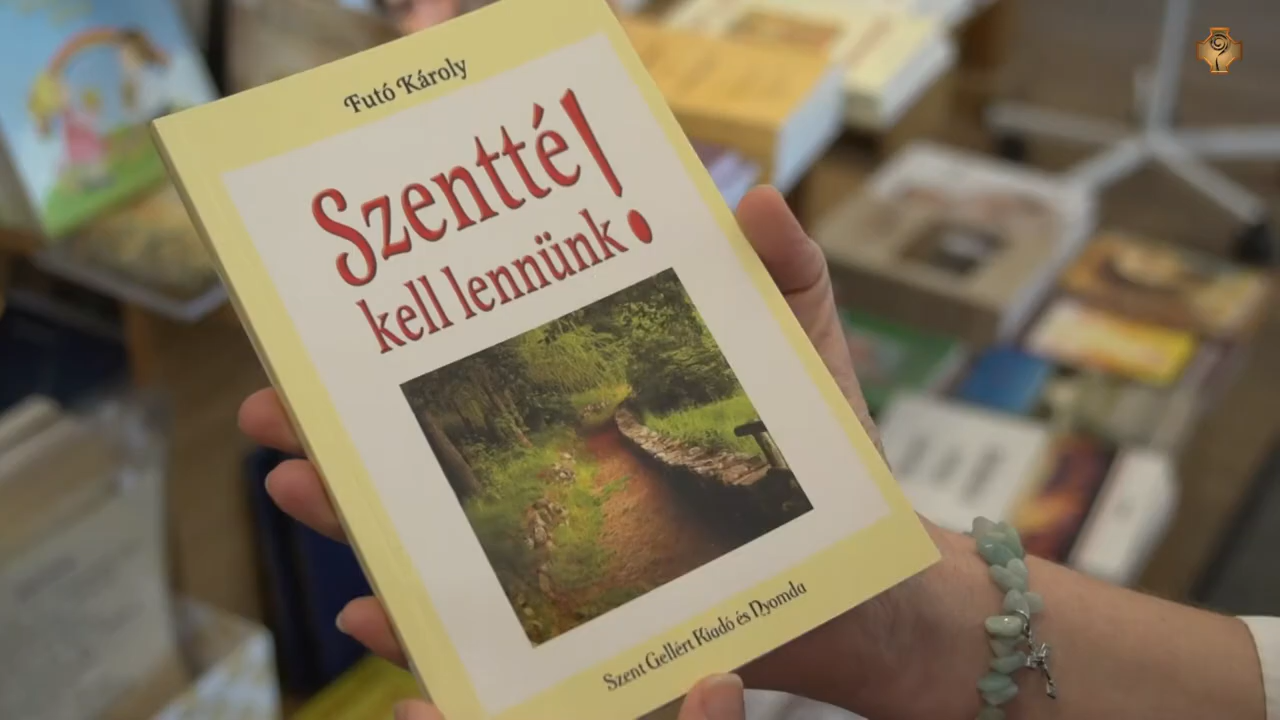 Futó Károly
Szentté
kell lennünk!
Szent Gellért Kiadó és Nyomda